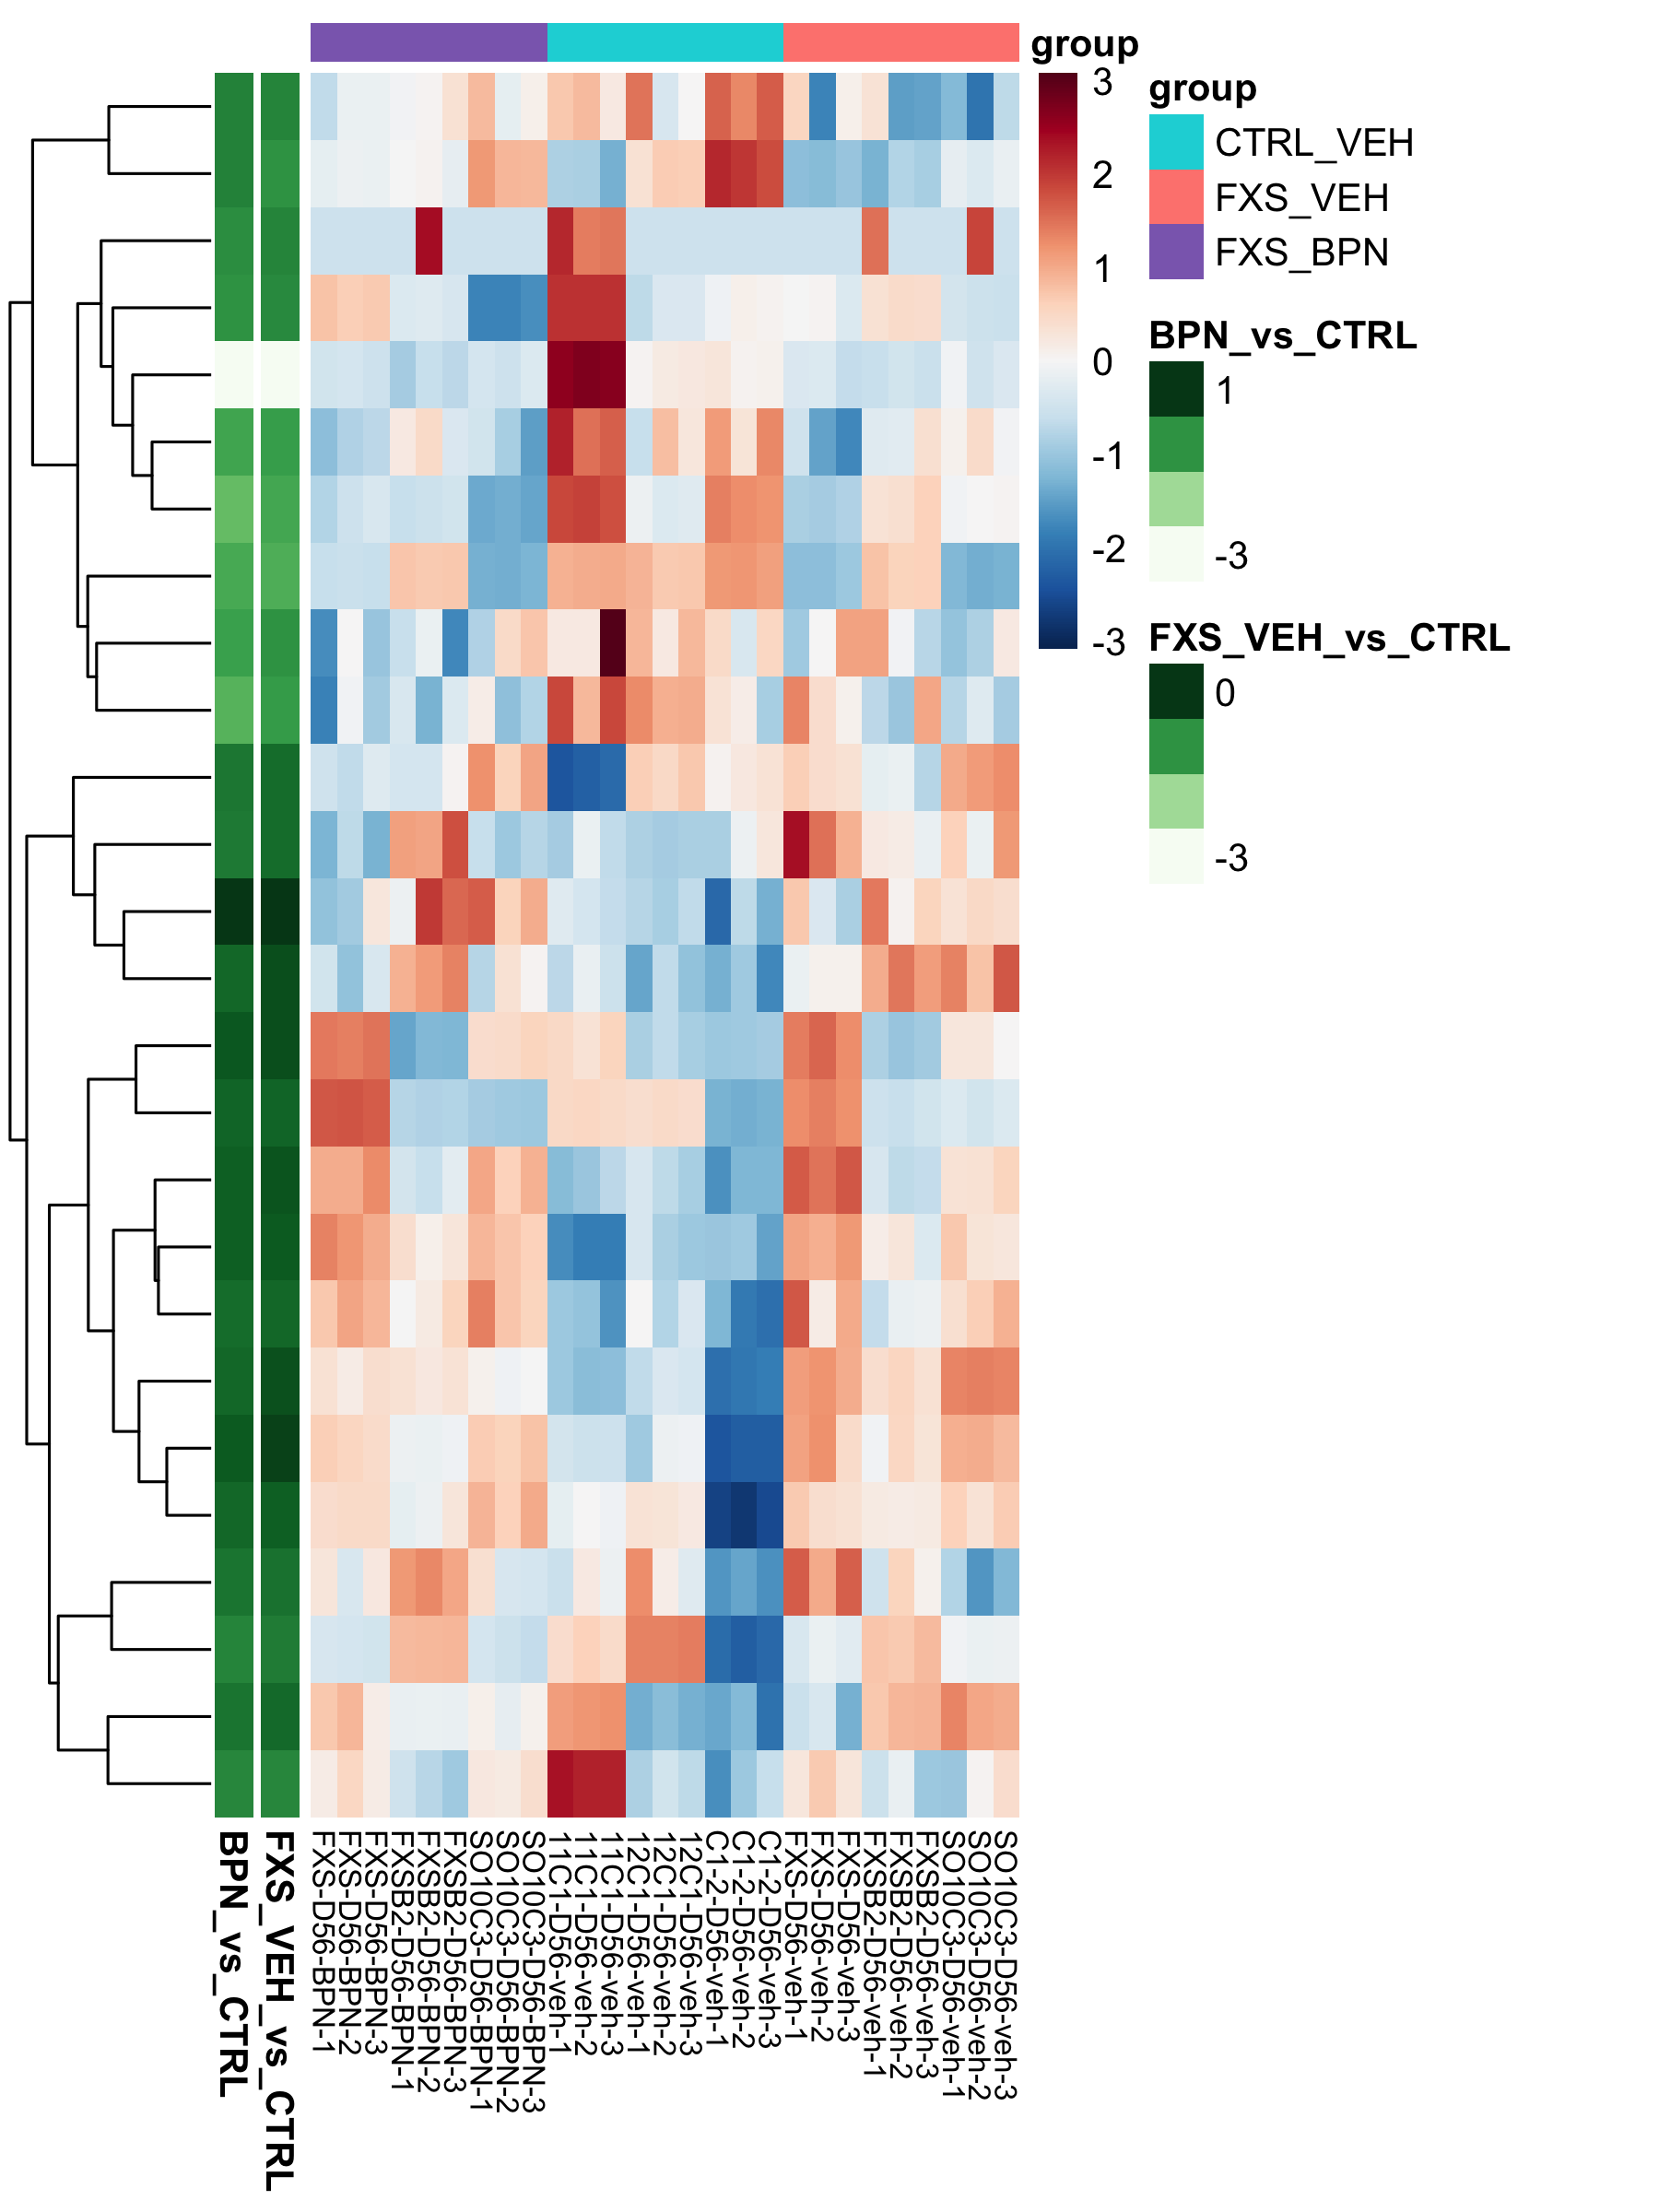 group
3
2
1
0
-1
-2
-3
group
CTRL_VEH
FXS_VEH
FXS_BPN
BPN_vs_CTRL
1
-3
FXS_VEH_vs_CTRL
0
-3
BPN_vs_CTRL
FXS_VEH_vs_CTRL
FXS-D56-BPN-1
FXS-D56-BPN-2
FXS-D56-BPN-3
FXSB2-D56-BPN-1
FXSB2-D56-BPN-2
FXSB2-D56-BPN-3
SO10C3-D56-BPN-1
SO10C3-D56-BPN-2
SO10C3-D56-BPN-3
11C1-D56-veh-1
11C1-D56-veh-2
11C1-D56-veh-3
12C1-D56-veh-1
12C1-D56-veh-2
12C1-D56-veh-3
C1-2-D56-veh-1
C1-2-D56-veh-2
C1-2-D56-veh-3
FXS-D56-veh-1
FXS-D56-veh-2
FXS-D56-veh-3
FXSB2-D56-veh-1
FXSB2-D56-veh-2
FXSB2-D56-veh-3
SO10C3-D56-veh-1
SO10C3-D56-veh-2
SO10C3-D56-veh-3